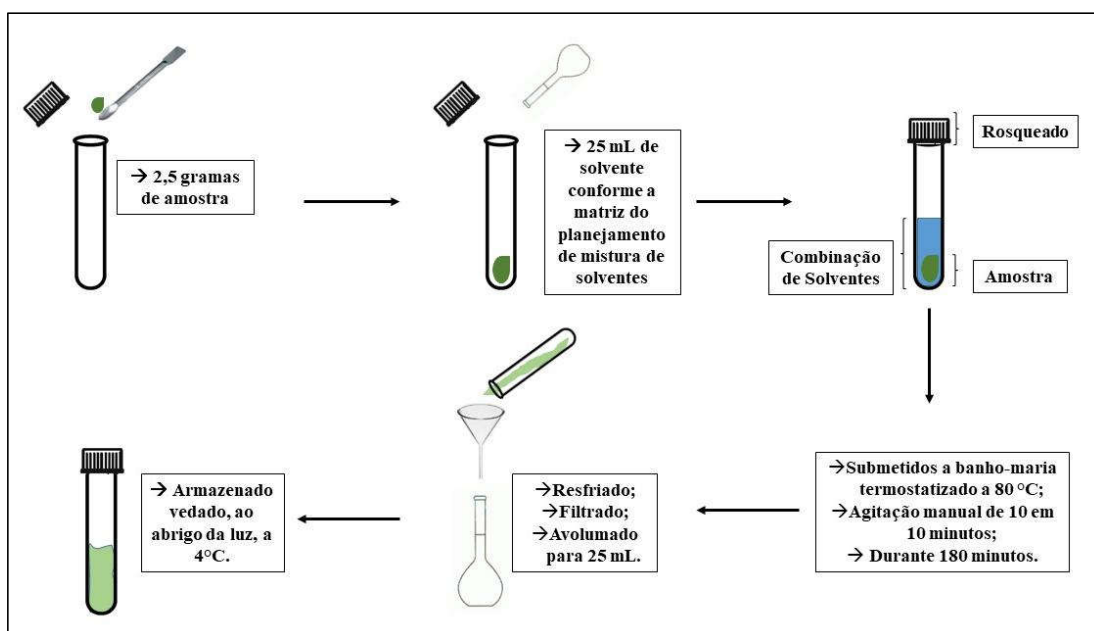 → 2,5 gramas
de amostra
→ 25 mL de
solvente
conforme a
matriz do
planejamento
de mistura de
solventes
Rosqueado
Combinação
de Solventes
Amostra
→Submetidos a banho-maria
termostatizado a 80 °C;
→Agitação manual de 10 em
10 minutos;
→ Durante 180 minutos.
→Resfriado;
→Filtrado;
→Avolumado
para 25 mL.
→ Armazenado
vedado, ao
abrigo da luz, a
4°C.